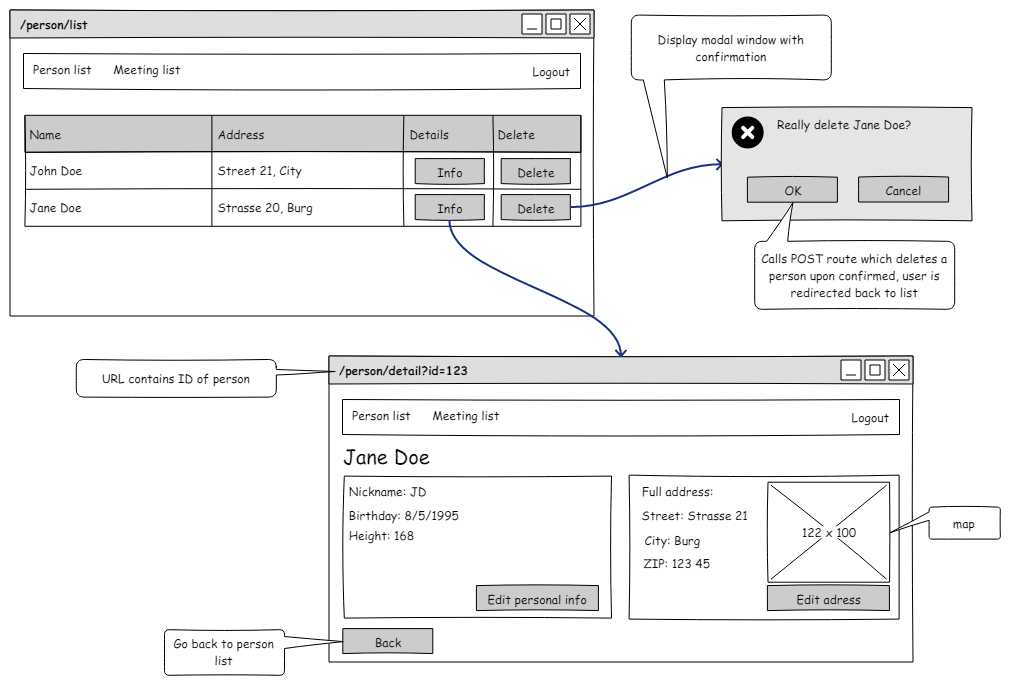 /person/list
Person list Meeting list Logout
Name Address Details Delete
John Doe Street 21, City Info Delete
Jane Doe Strasse 20, Burg Info Delete
Display modal window with
confirmation
Really delete Jane Doe?
OK Cancel
Calls POST route which deletes a
person upon confirmed, user is
redirected back to list
URL contains ID of person
/person/detail?id=123
Person list Meeting list Logout
Jane Doe
Nickname: JD
Birthday: 8/5/1995
Height: 168
Edit personal info
Full address:
Street: Strasse 21
City: Burg
ZIP: 123 45
122 x 100
Edit adress
map
Back
Go back to person
list